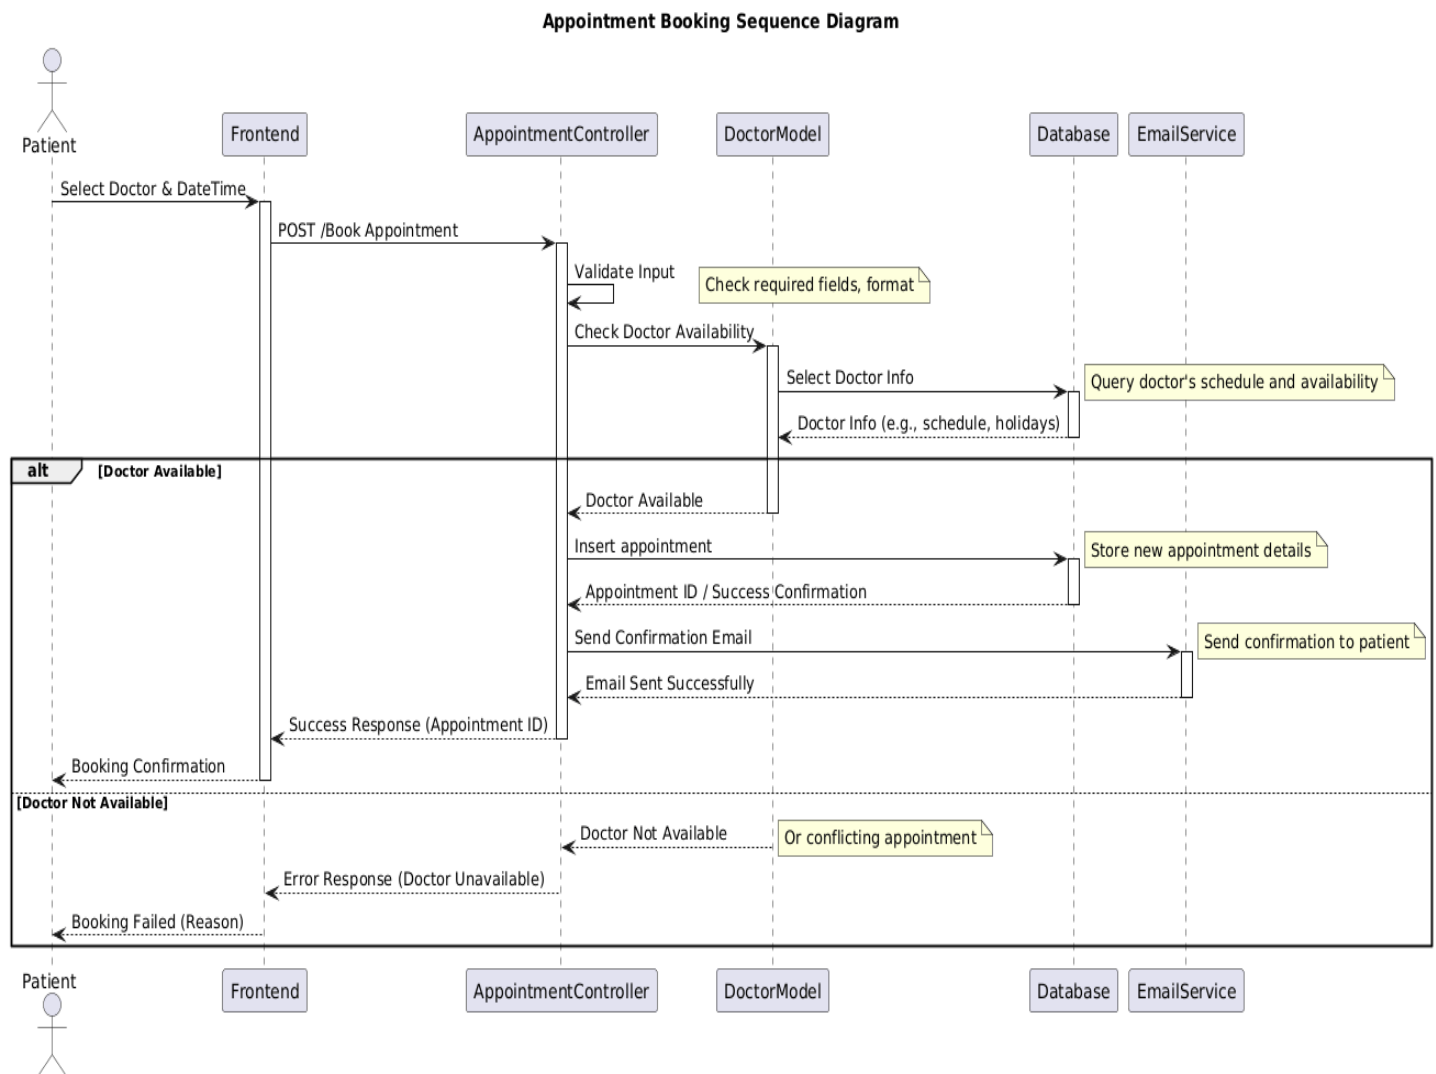 Appointment Booking Sequence Diagram
Patient
Frontend
AppointmentController
DoctorModel
Database
EmailService
Select Doctor & DateTime
POST /Book Appointment
Validate Input
Check required fields, format
Check Doctor Availability
Select Doctor Info
Query doctor's schedule and availability
Doctor Info (e.g., schedule, holidays)
alt
[Doctor Available]
Doctor Available
Insert appointment
Store new appointment details
Appointment ID / Success Confirmation
Send Confirmation Email
Send confirmation to patient
Email Sent Successfully
Success Response (Appointment ID)
Booking Confirmation
[Doctor Not Available]
Doctor Not Available
Or conflicting appointment
Error Response (Doctor Unavailable)
Booking Failed (Reason)
Patient
Frontend
AppointmentController
DoctorModel
Database
EmailService